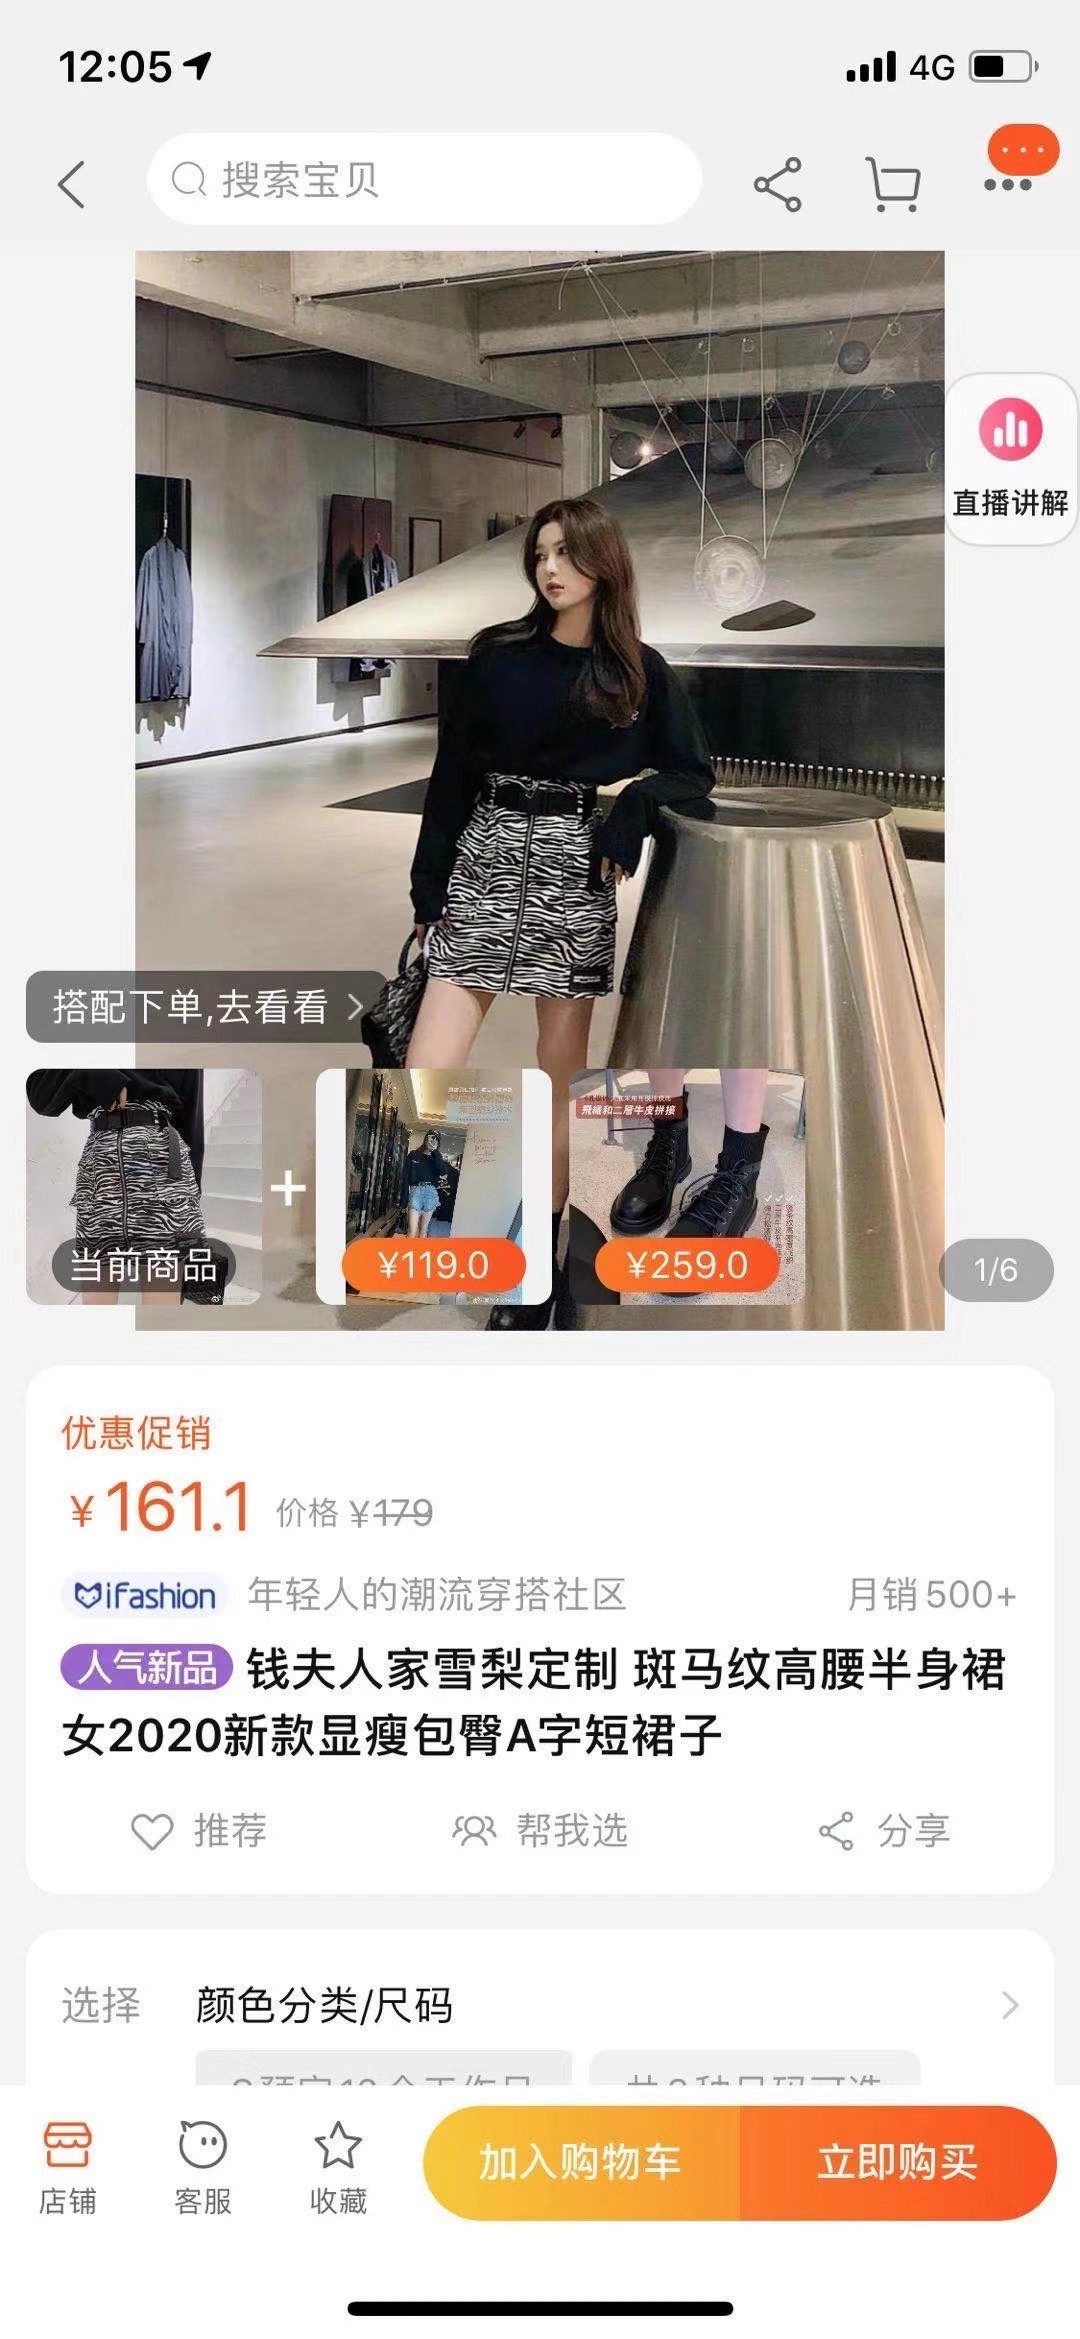 12:05
4G
搜索宝贝
直播讲解
搭配下单,去看看
飛織和二層牛皮拼接
当前商品
¥119.0
¥259.0
1/6
优惠促销
¥161.1 价格 ¥179
iFashion 年轻人的潮流穿搭社区 月销500+
人气新品 钱夫人家雪梨定制 斑马纹高腰半身裙
女2020新款显瘦包臀A字短裙子
推荐 帮我选 分享
选择 颜色分类/尺码
店铺 客服 收藏 加入购物车 立即购买